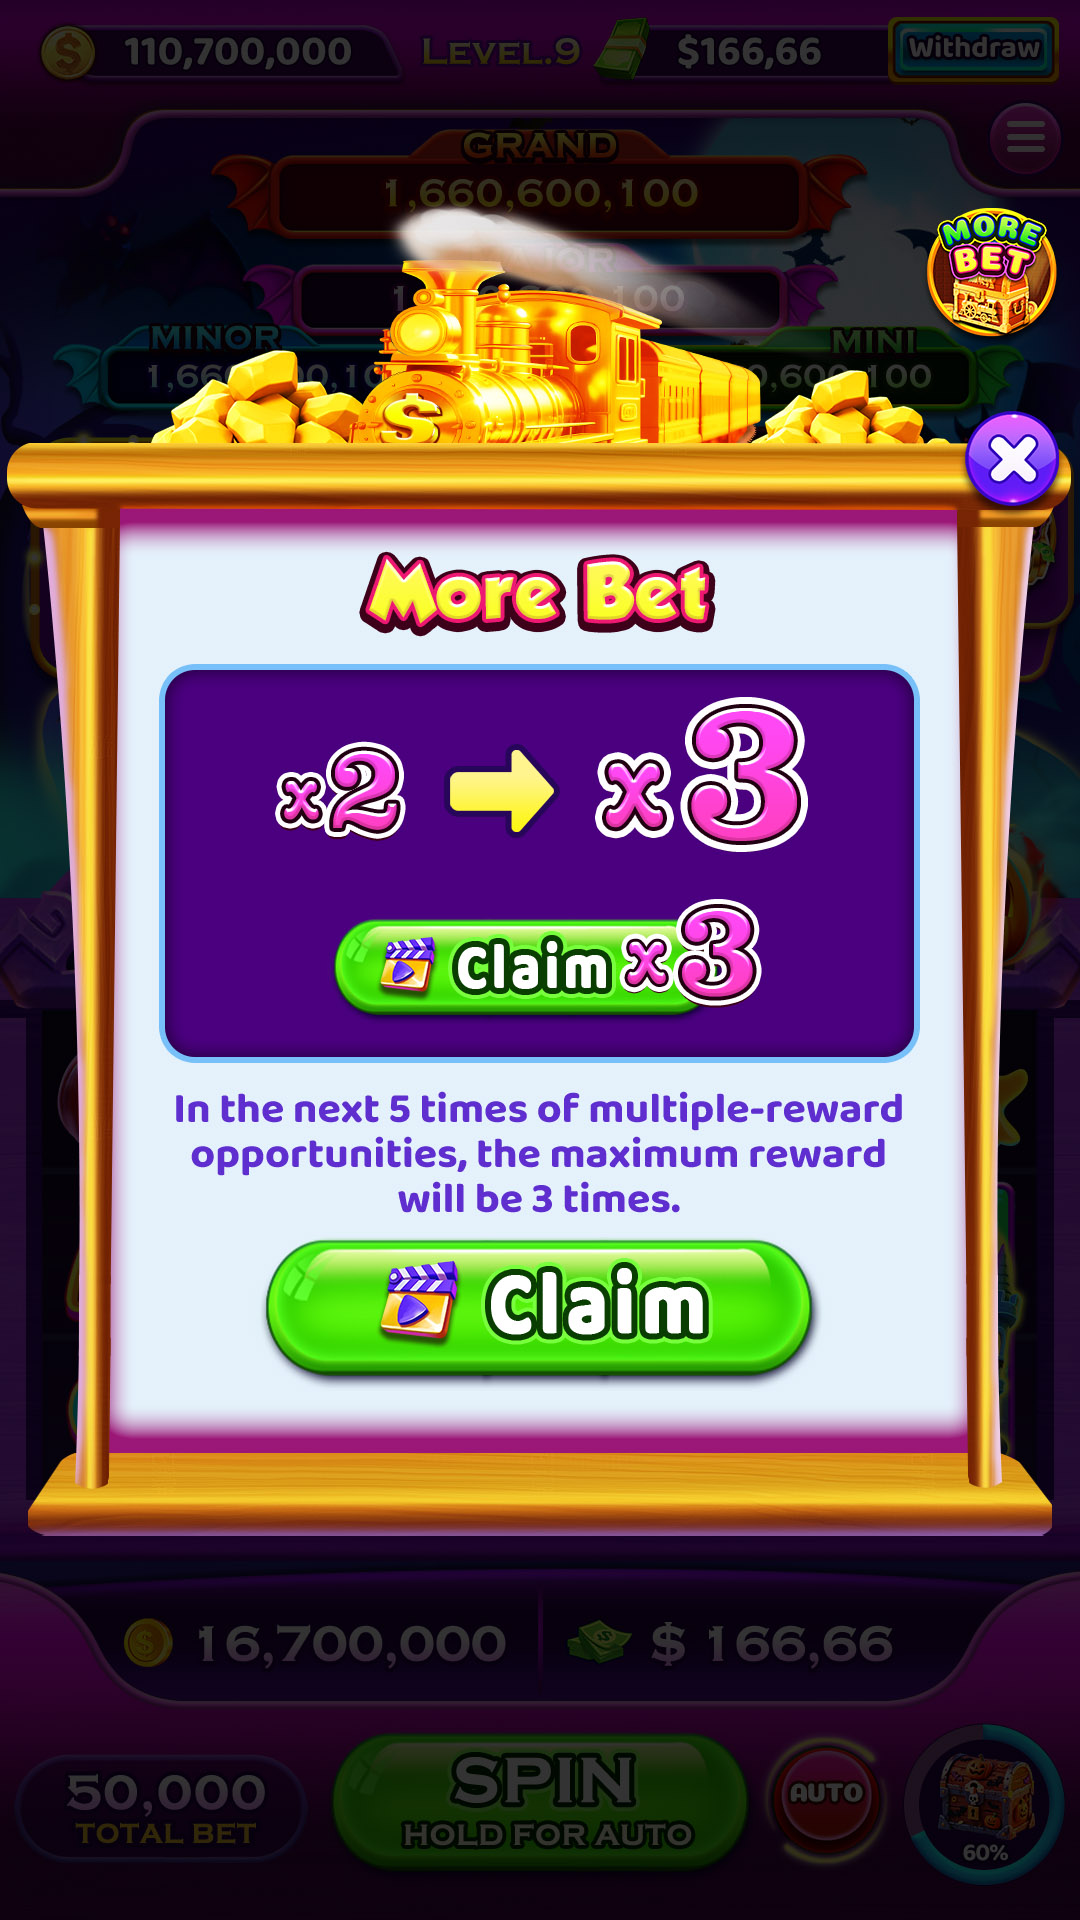 110,700,000
LEVEL.9
$166,66
Withdraw
GRAND
1,660,600,100
MORE
BET
MINOR
MINI
$
More Bet
x2
x3
Claim x3
In the next 5 times of multiple-reward
opportunities, the maximum reward
will be 3 times.
Claim
16,700,000
$ 166,66
50,000
TOTAL BET
SPIN
HOLD FOR AUTO
AUTO
60%